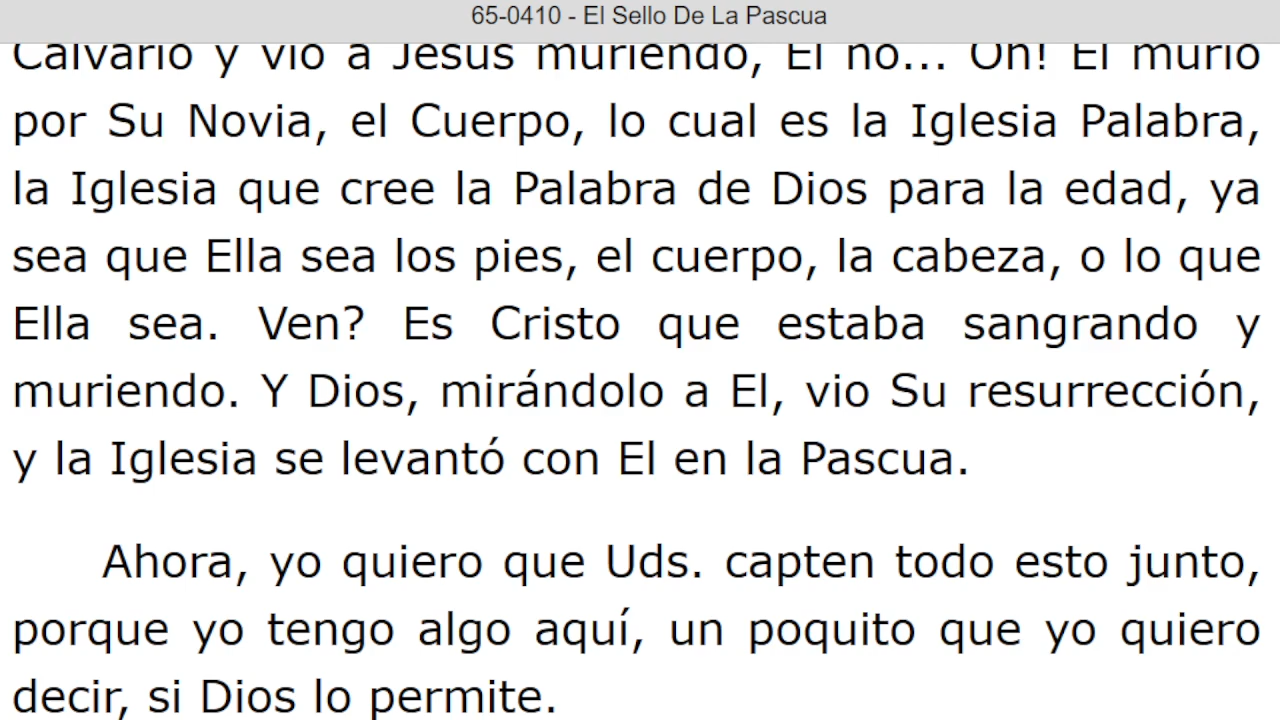 65-0410 - El Sello De La Pascua
Calvario y vio a Jesús muriendo, El no... Oh! El murió
por Su Novia, el Cuerpo, lo cual es la Iglesia Palabra,
la Iglesia que cree la Palabra de Dios para la edad, ya
sea que Ella sea los pies, el cuerpo, la cabeza, o lo que
Ella sea. Ven? Es Cristo que estaba sangrando y
muriendo. Y Dios, mirándolo a El, vio Su resurrección,
y la Iglesia se levantó con El en la Pascua.
Ahora, yo quiero que Uds. capten todo esto junto,
porque yo tengo algo aquí, un poquito que yo quiero
decir, si Dios lo permite.